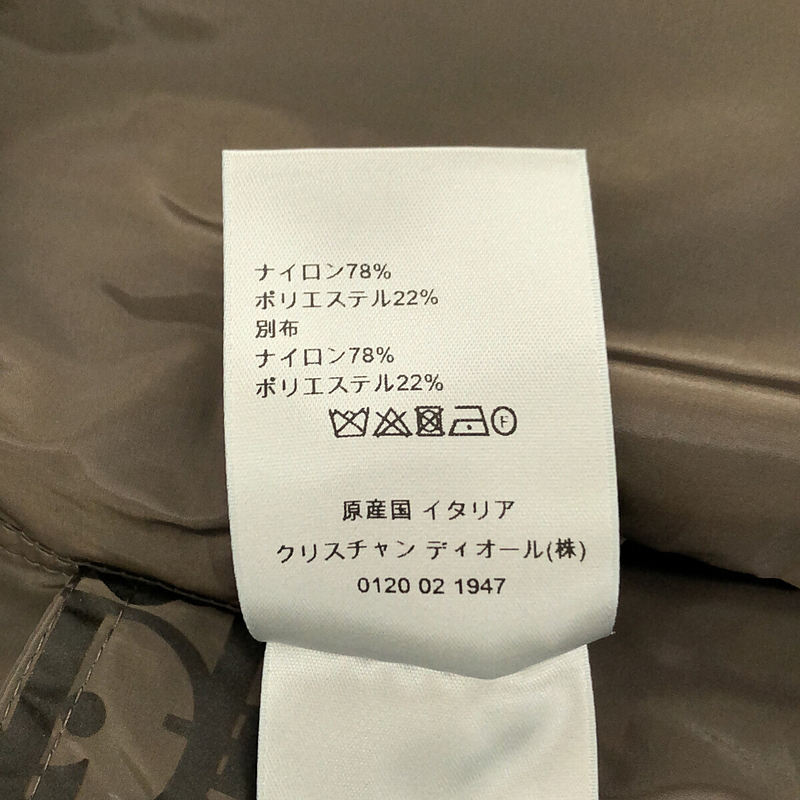 ナイロン78%
ポリエステル22%
別布
ナイロン78%
ポリエステル22%
F
原産国 イタリア
クリスチャン ディオール(株)
0120 02 1947